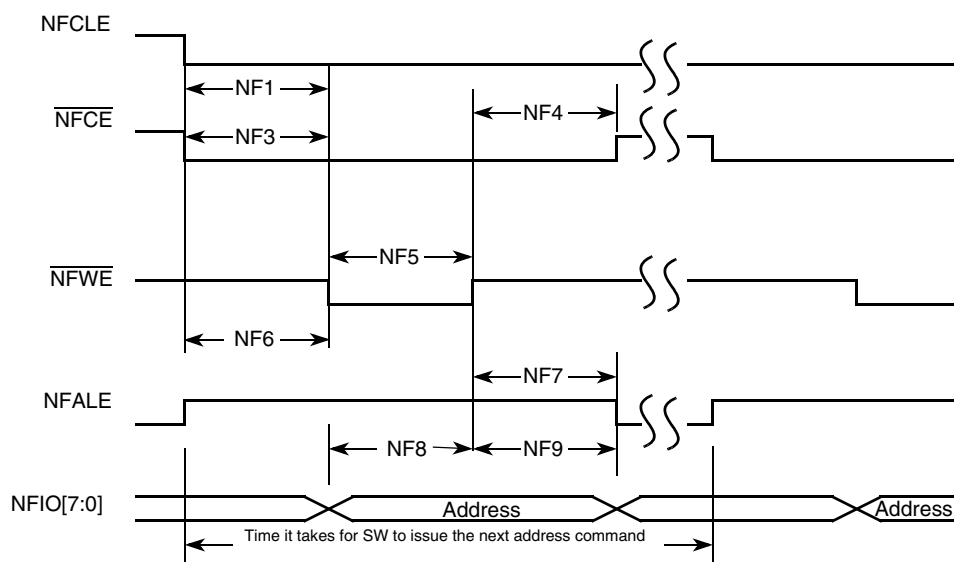 NFCLE
NF1
NFCE
NF3
NF4
NF5
NFWE
NF6
NF7
NFALE
NF8
NF9
NFIO[7:0]
Address
Address
Time it takes for SW to issue the next address command